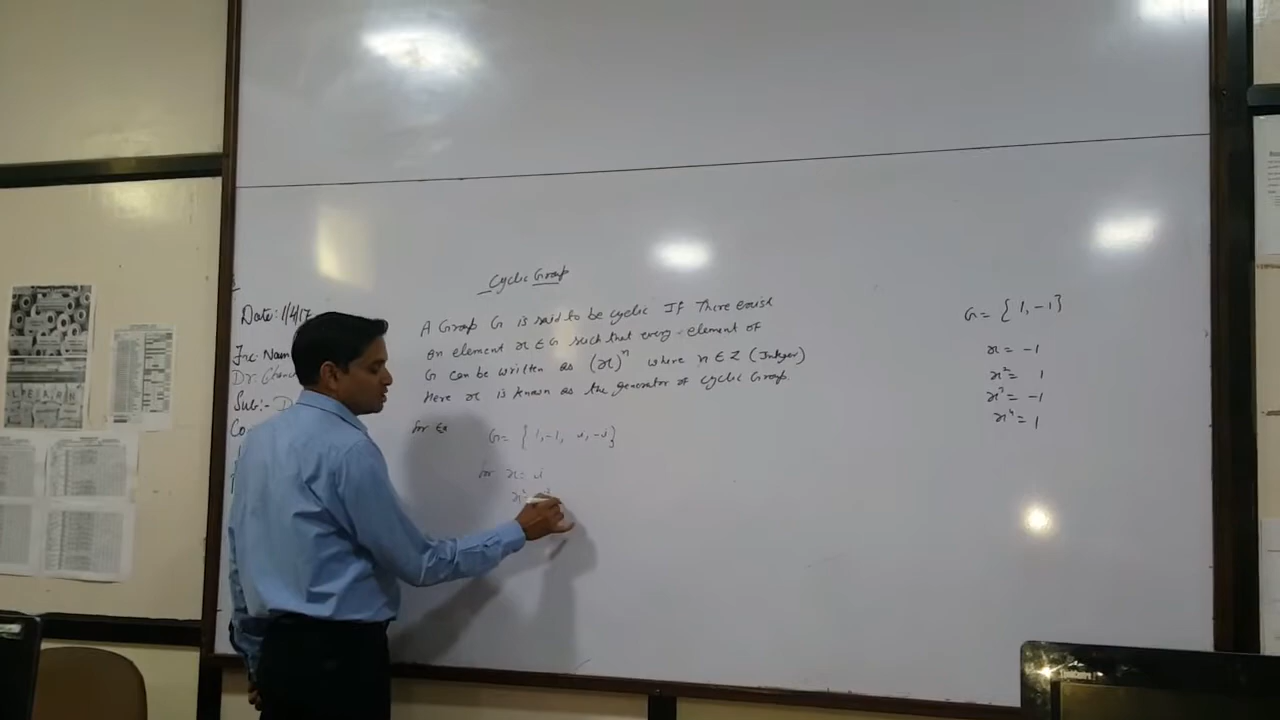 Cyclic Group
Date: 1/4/17
A Group G is said to be cyclic If There exist
an element x ∈ G such that every element of
G can be written as (x)ⁿ where n ∈ Z (Integer)
Here x is known as the generator of cyclic Group.
for Ex
G = { 1, -1, i, -i }
for x = i
x²
G = { 1, -1 }
x = -1
x² = 1
x³ = -1
x⁴ = 1
Dr.
Sub:-
LEARN